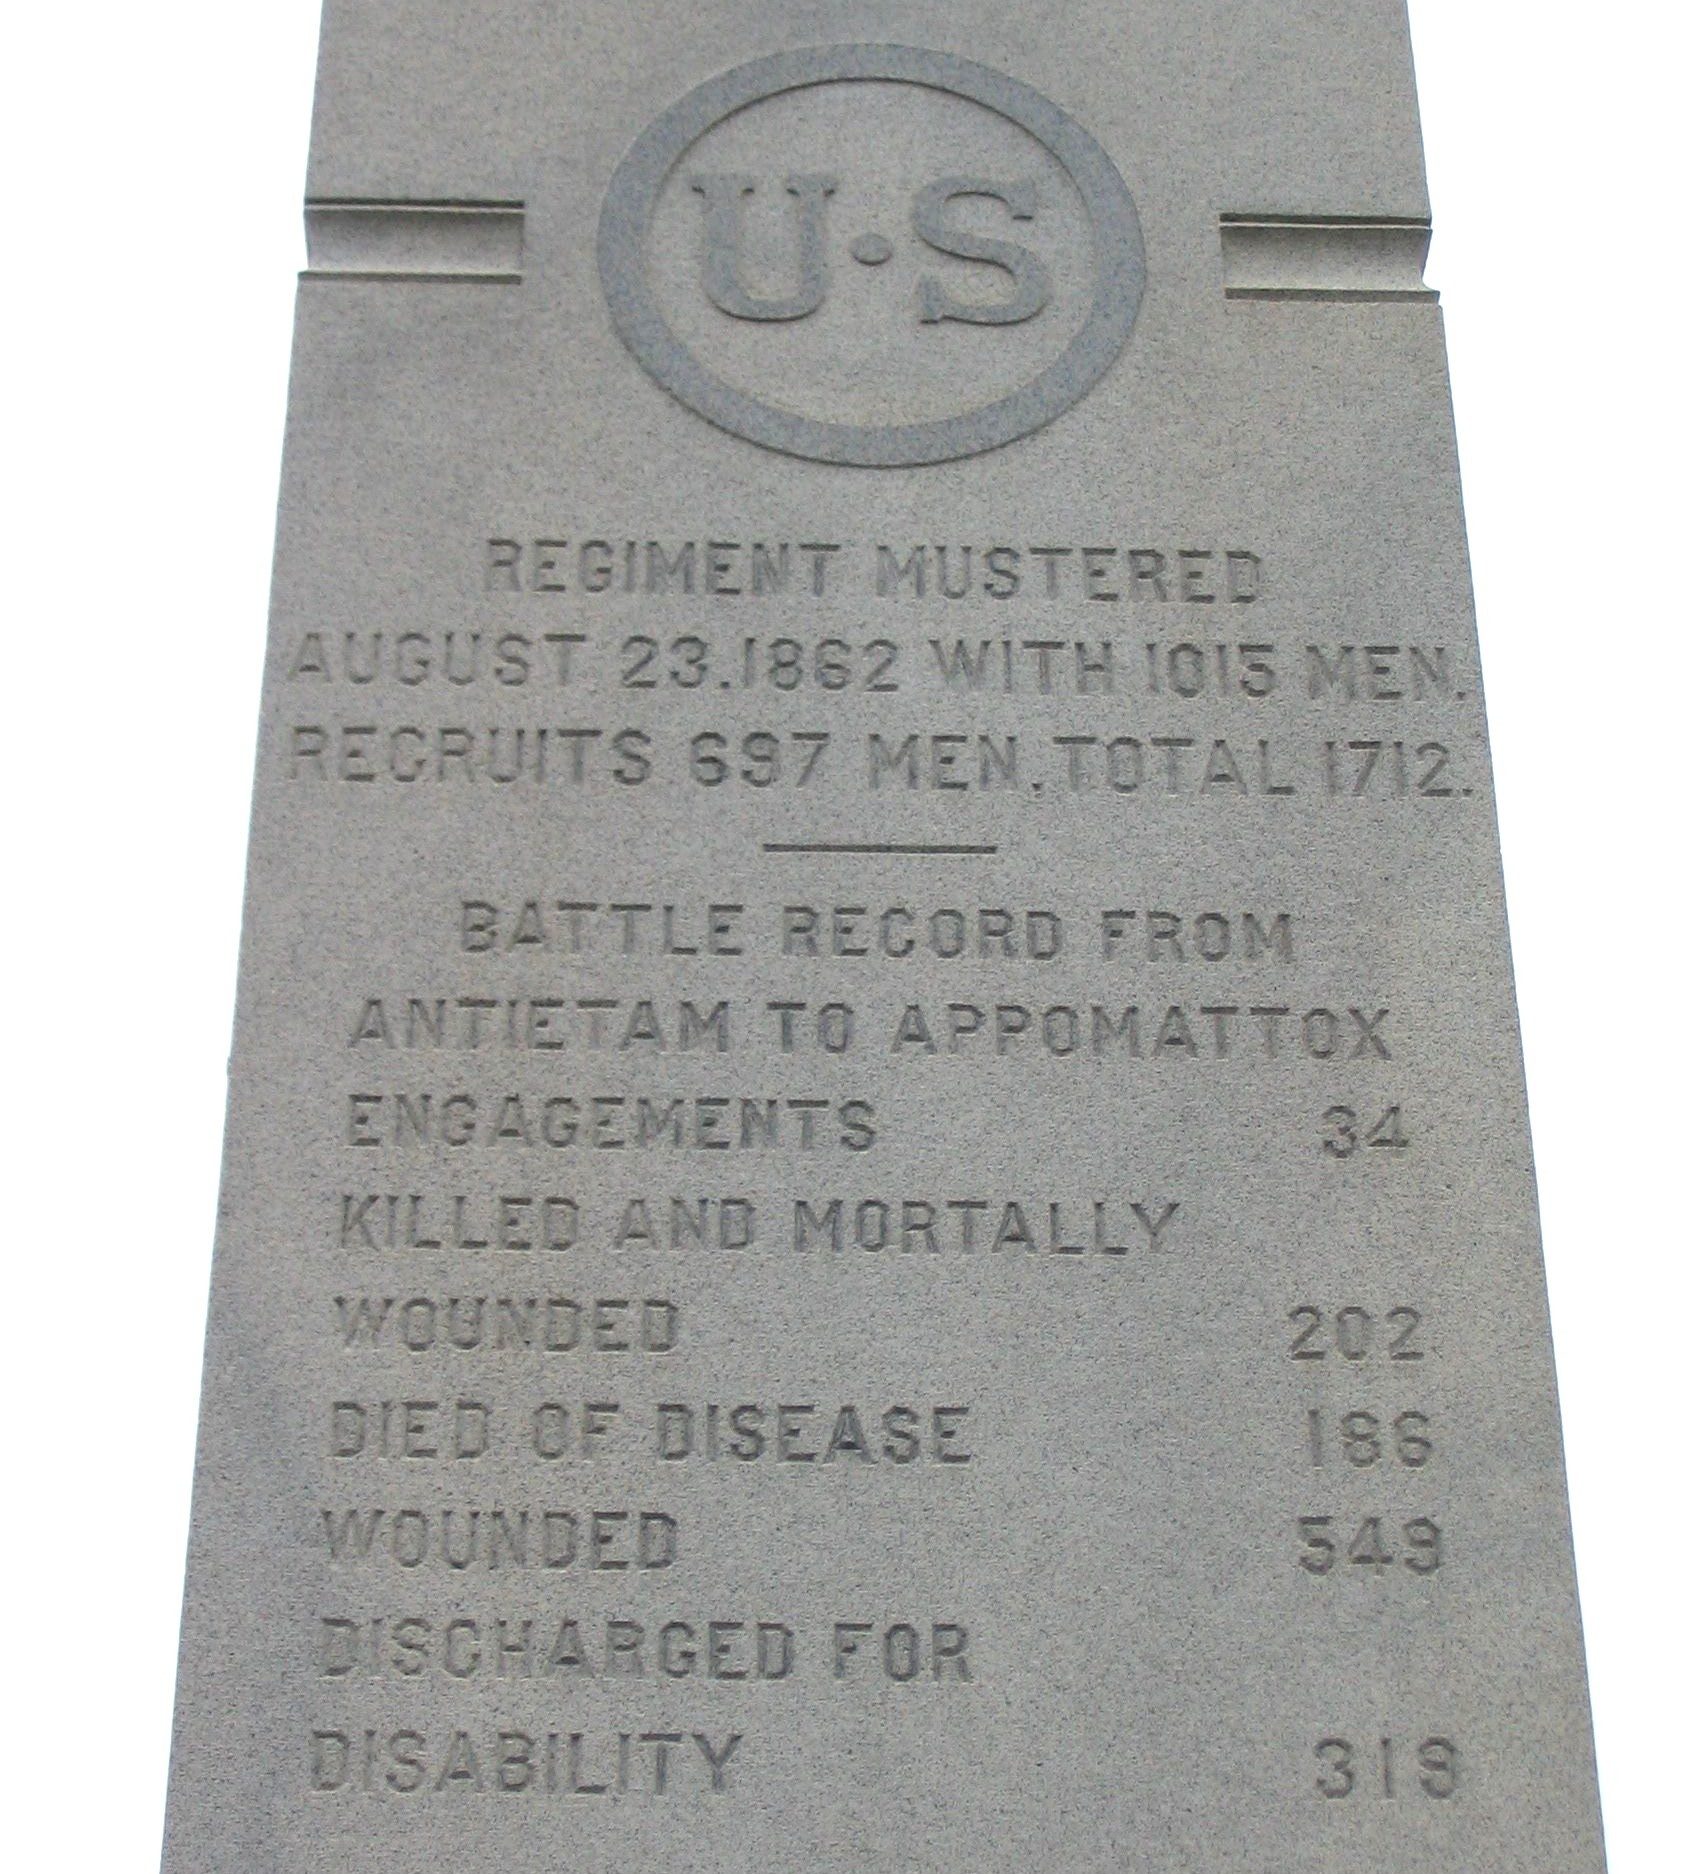 U·S
REGIMENT MUSTERED
AUGUST 23.1862 WITH 1015 MEN.
RECRUITS 697 MEN. TOTAL 1712.
BATTLE RECORD FROM
ANTIETAM TO APPOMATTOX
ENGAGEMENTS 34
KILLED AND MORTALLY
WOUNDED 202
DIED OF DISEASE 186
WOUNDED 549
DISCHARGED FOR
DISABILITY 319